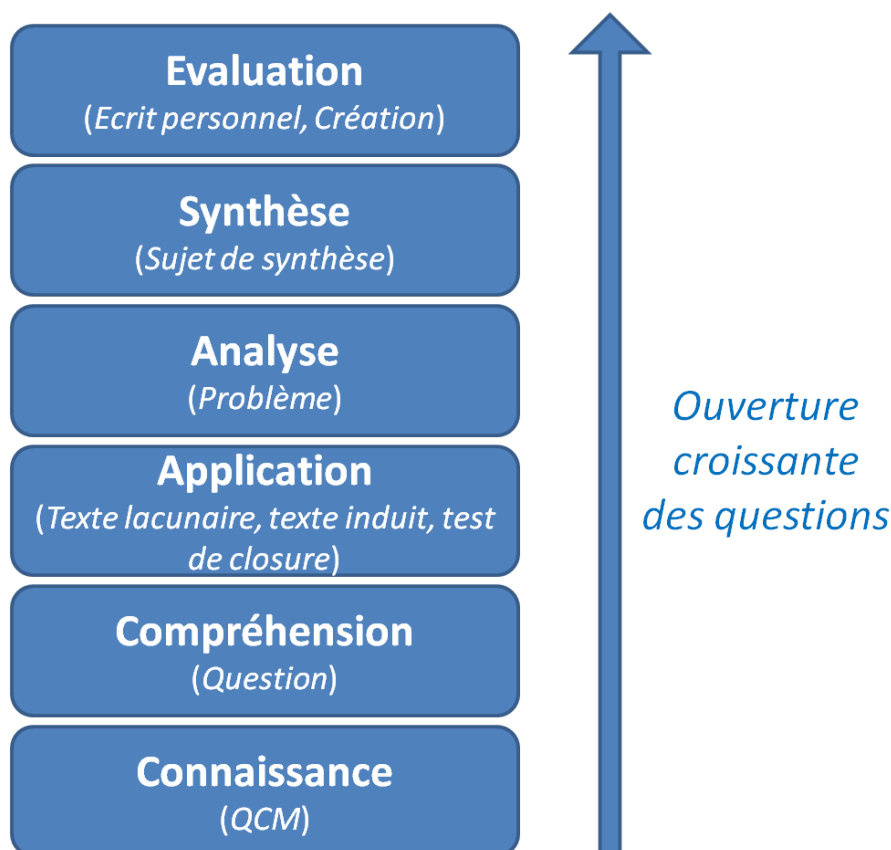 Evaluation
(Ecrit personnel, Création)
Synthèse
(Sujet de synthèse)
Analyse
(Problème)
Application
(Texte lacunaire, texte induit, test
de closure)
Compréhension
(Question)
Connaissance
(QCM)
Ouverture
croissante
des questions